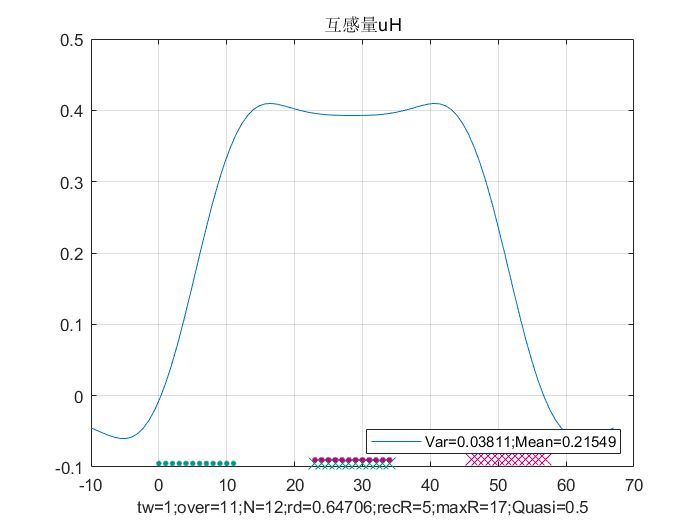 互感量uH
0.5
0.4
0.3
0.2
0.1
0
-0.1
Var=0.03811;Mean=0.21549
-10 0 10 20 30 40 50 60 70
tw=1;over=11;N=12;rd=0.64706;recR=5;maxR=17;Quasi=0.5